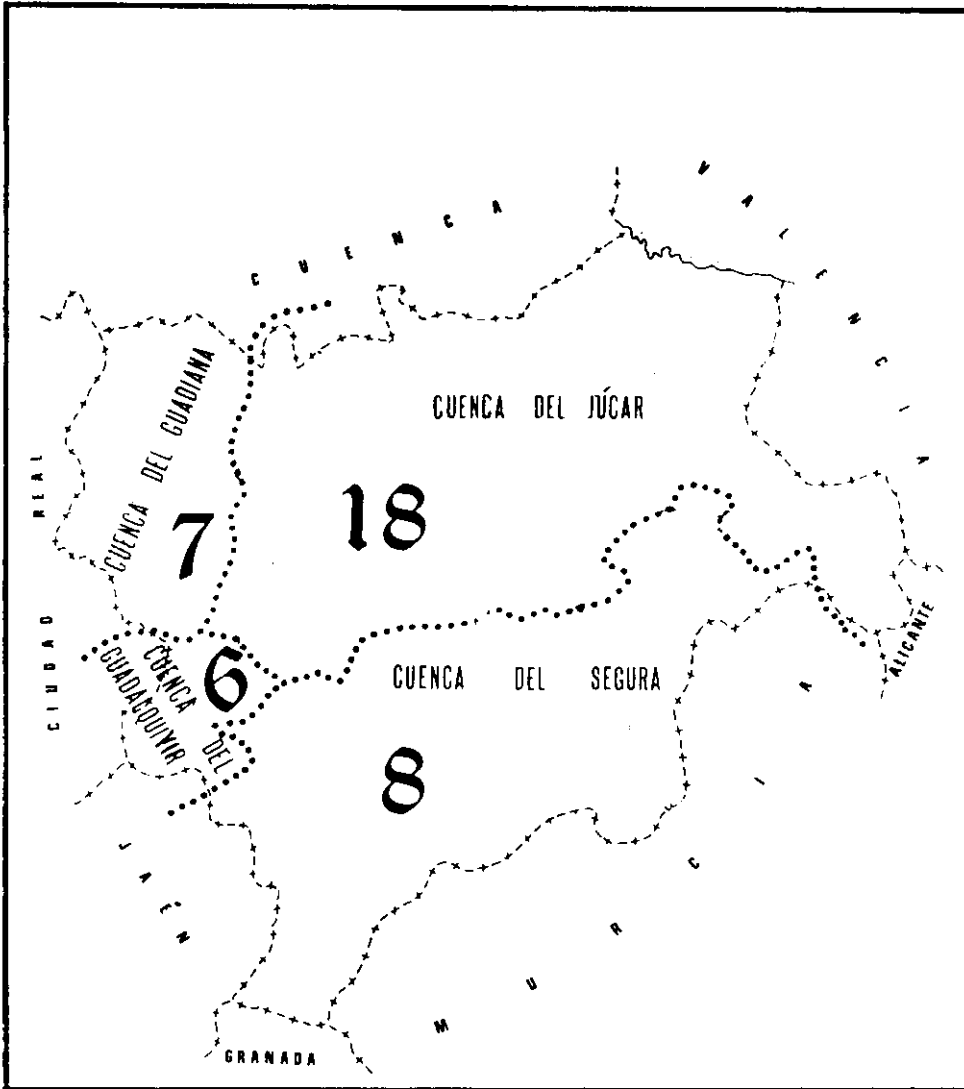 CUENCA
VALENCIA
CUENCA DEL GUADIANA
CUENCA DEL JÚCAR
CIUDAD REAL
7
18
6
CUENCA DEL
GUADACQUIVIR
CUENCA DEL SEGURA
ALICANTE
8
JAÉN
MURCIA
GRANADA